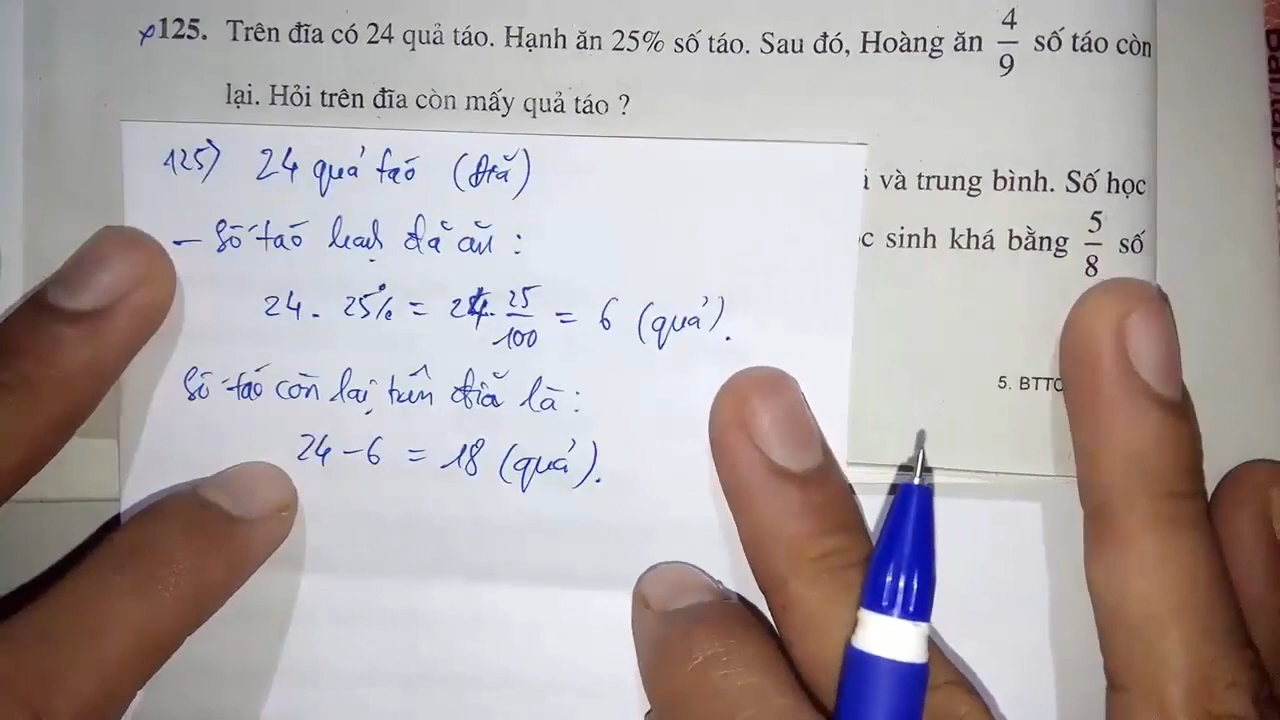 125. Trên đĩa có 24 quả táo. Hạnh ăn 25% số táo. Sau đó, Hoàng ăn 4/9 số táo còn
lại. Hỏi trên đĩa còn mấy quả táo ?
125) 24 quả táo (đĩa)
và trung bình. Số học
- Số táo Hạnh đã ăn :
c sinh khá bằng 5/8 số
24 . 25% = 24 . 25/100 = 6 (quả).
5. BTTC
Số táo còn lại trên đĩa là :
24 - 6 = 18 (quả).